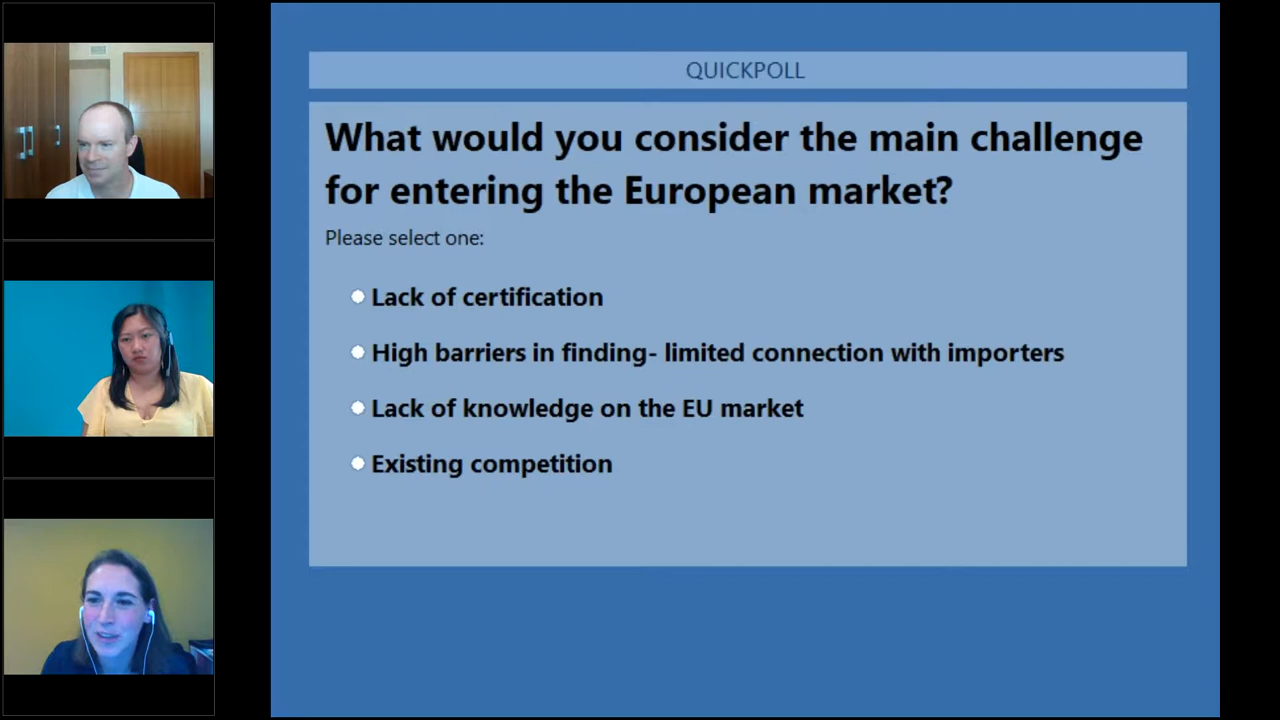 QUICKPOLL
What would you consider the main challenge
for entering the European market?
Please select one:
Lack of certification
High barriers in finding- limited connection with importers
Lack of knowledge on the EU market
Existing competition